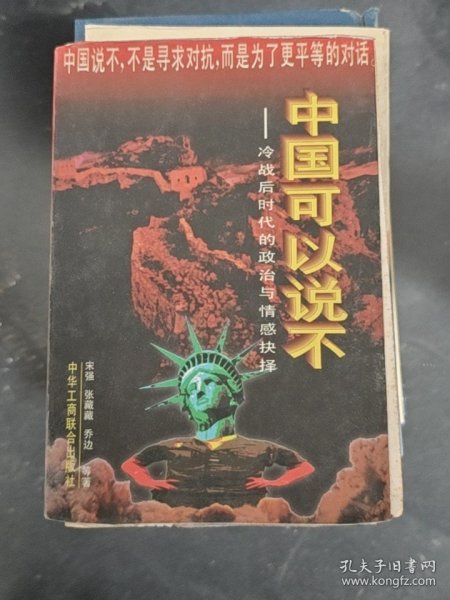 中国说不,不是寻求对抗,而是为了更平等的对话。
中国可以说不
——冷战后时代的政治与情感抉择
宋强 张藏藏 乔边 等著
中华工商联合出版社
孔夫子旧书网
www.kongfz.com